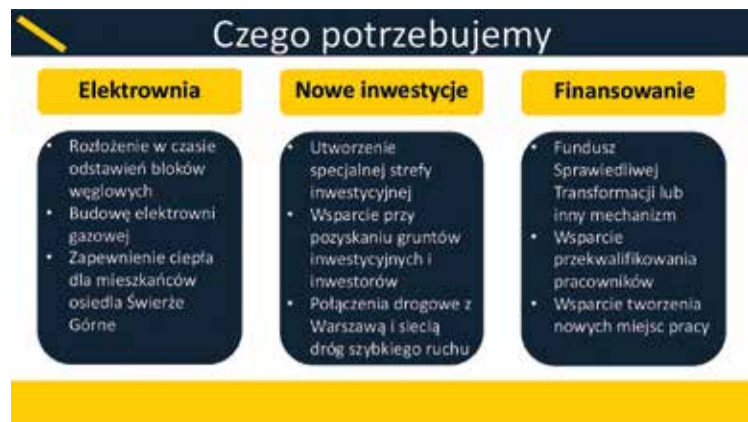 Czego potrzebujemy
Elektrownia
• Rozłożenie w czasie
odstawień bloków
węglowych
• Budowę elektrowni
gazowej
• Zapewnienie ciepła
dla mieszkańców
osiedla Świerże
Górne
Nowe inwestycje
• Utworzenie
specjalnej strefy
inwestycyjnej
• Wsparcie przy
pozyskaniu gruntów
inwestycyjnych i
inwestorów
• Połączenia drogowe z
Warszawą i siecią
dróg szybkiego ruchu
Finansowanie
• Fundusz
Sprawiedliwej
Transformacji lub
inny mechanizm
• Wsparcie
przekwalifikowania
pracowników
• Wsparcie tworzenia
nowych miejsc pracy